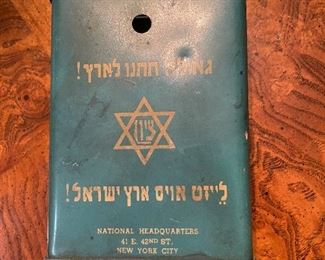 גאולה תתנו לארץ!
ציון
לייזט אויס ארץ ישראל!
NATIONAL HEADQUARTERS
41 E. 42ND ST.
NEW YORK CITY